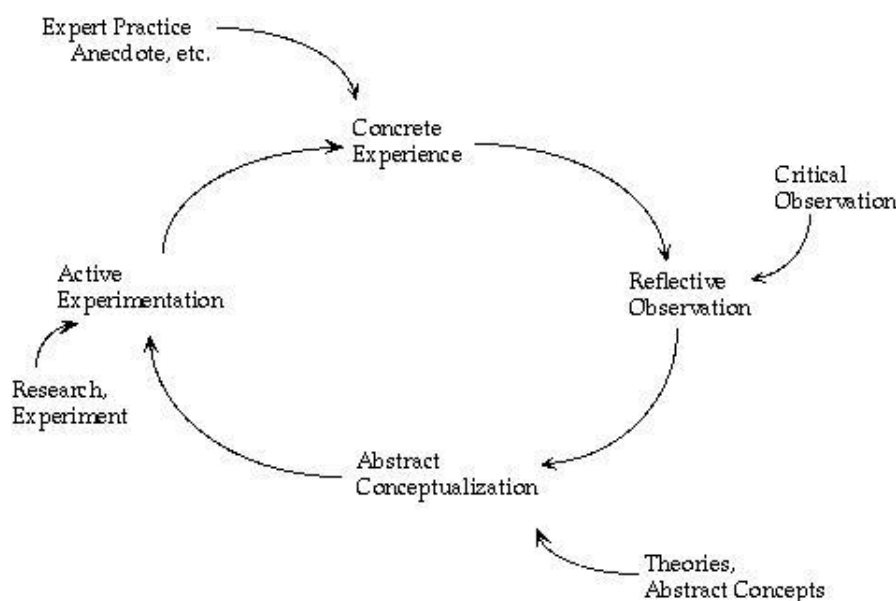 Expert Practice
Anecdote, etc.
Concrete
Experience
Critical
Observation
Active
Experimentation
Reflective
Observation
Research,
Experiment
Abstract
Conceptualization
Theories,
Abstract Concepts